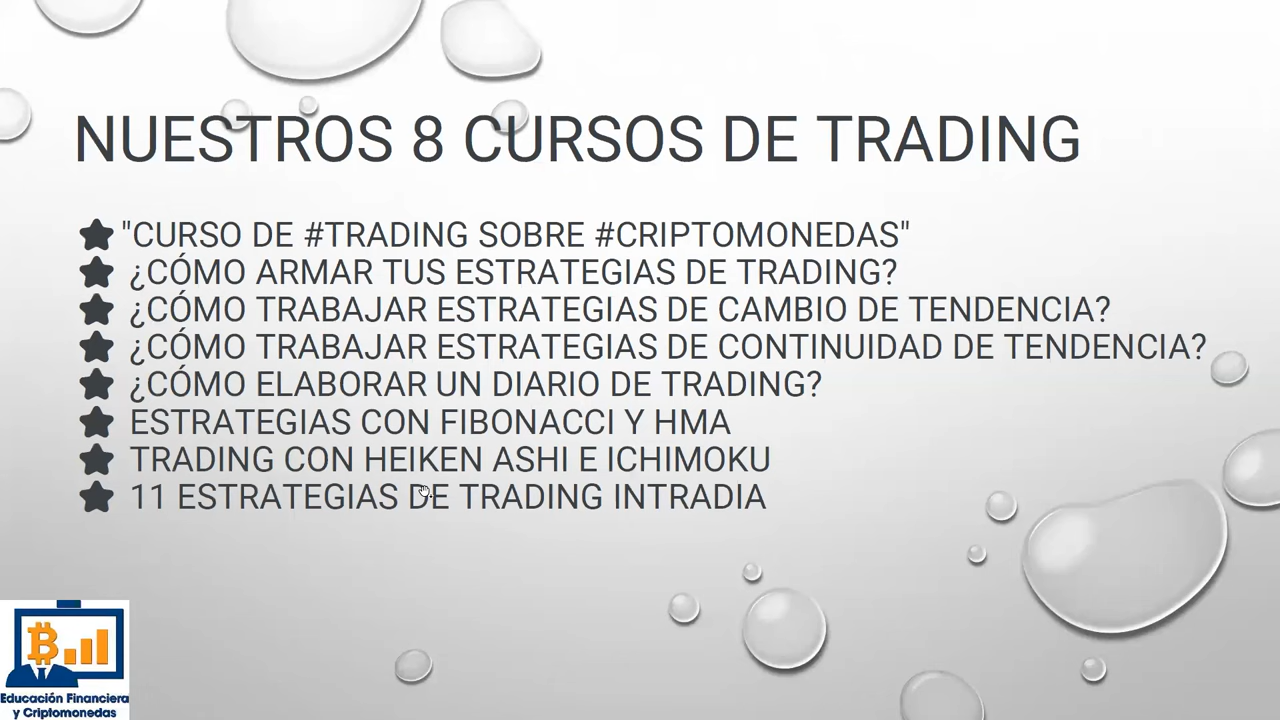 NUESTROS 8 CURSOS DE TRADING
"CURSO DE #TRADING SOBRE #CRIPTOMONEDAS"
¿CÓMO ARMAR TUS ESTRATEGIAS DE TRADING?
¿CÓMO TRABAJAR ESTRATEGIAS DE CAMBIO DE TENDENCIA?
¿CÓMO TRABAJAR ESTRATEGIAS DE CONTINUIDAD DE TENDENCIA?
¿CÓMO ELABORAR UN DIARIO DE TRADING?
ESTRATEGIAS CON FIBONACCI Y HMA
TRADING CON HEIKEN ASHI E ICHIMOKU
11 ESTRATEGIAS DE TRADING INTRADIA
Educación Financiera
y Criptomonedas